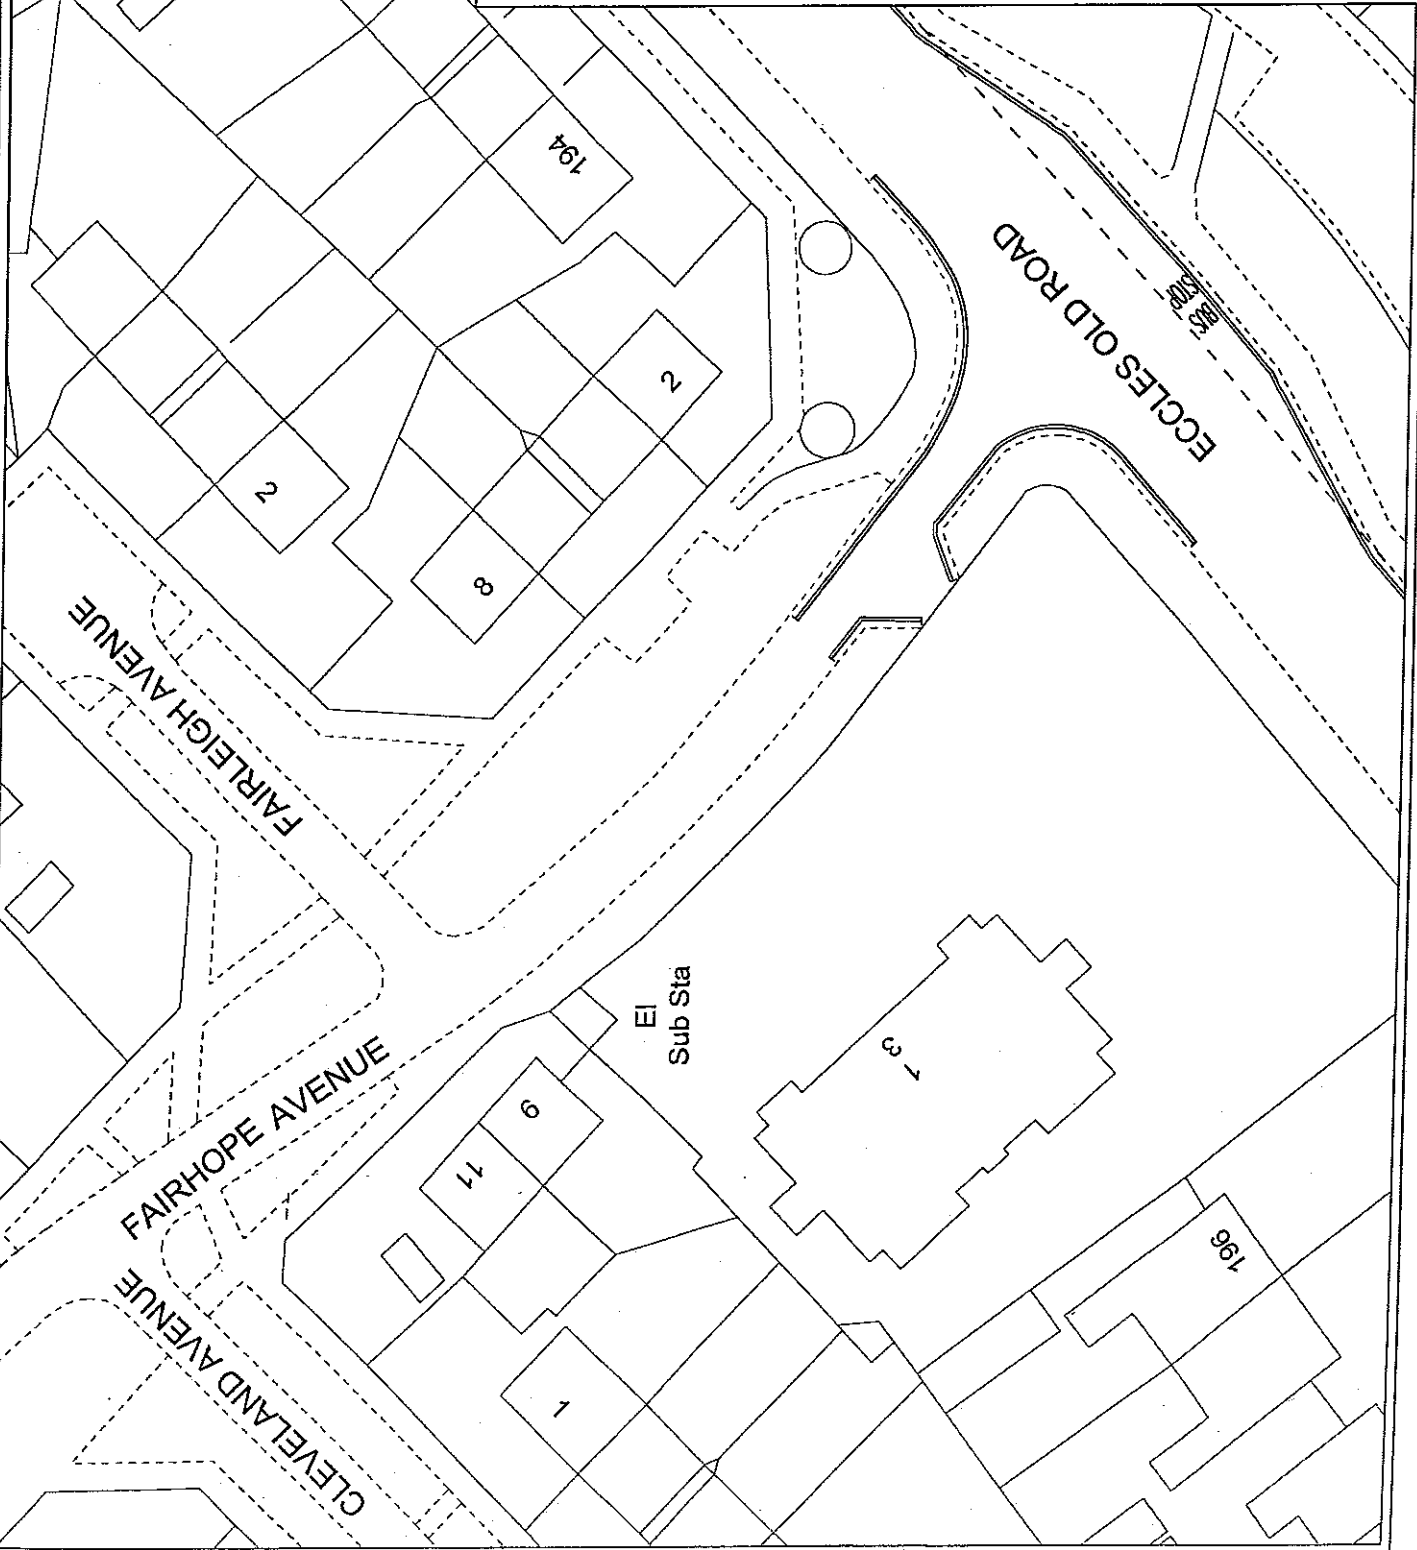 194
2
2
8
FAIRLEIGH AVENUE
ECCLES OLD ROAD
BUS
STOP
El
Sub Sta
FAIRHOPE AVENUE
9
11
3 1
CLEVELAND AVENUE
1
196